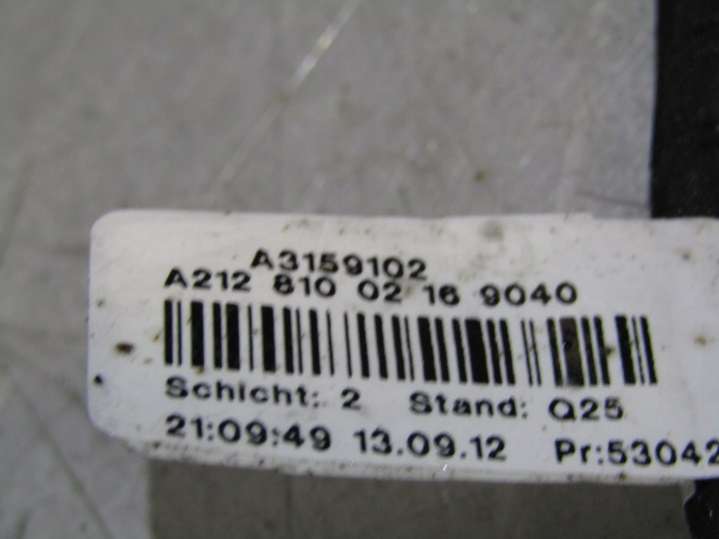 A3159102
A212 810 02 16 9040
Schicht: 2 Stand: Q25
21:09:49 13.09.12 Pr:53042